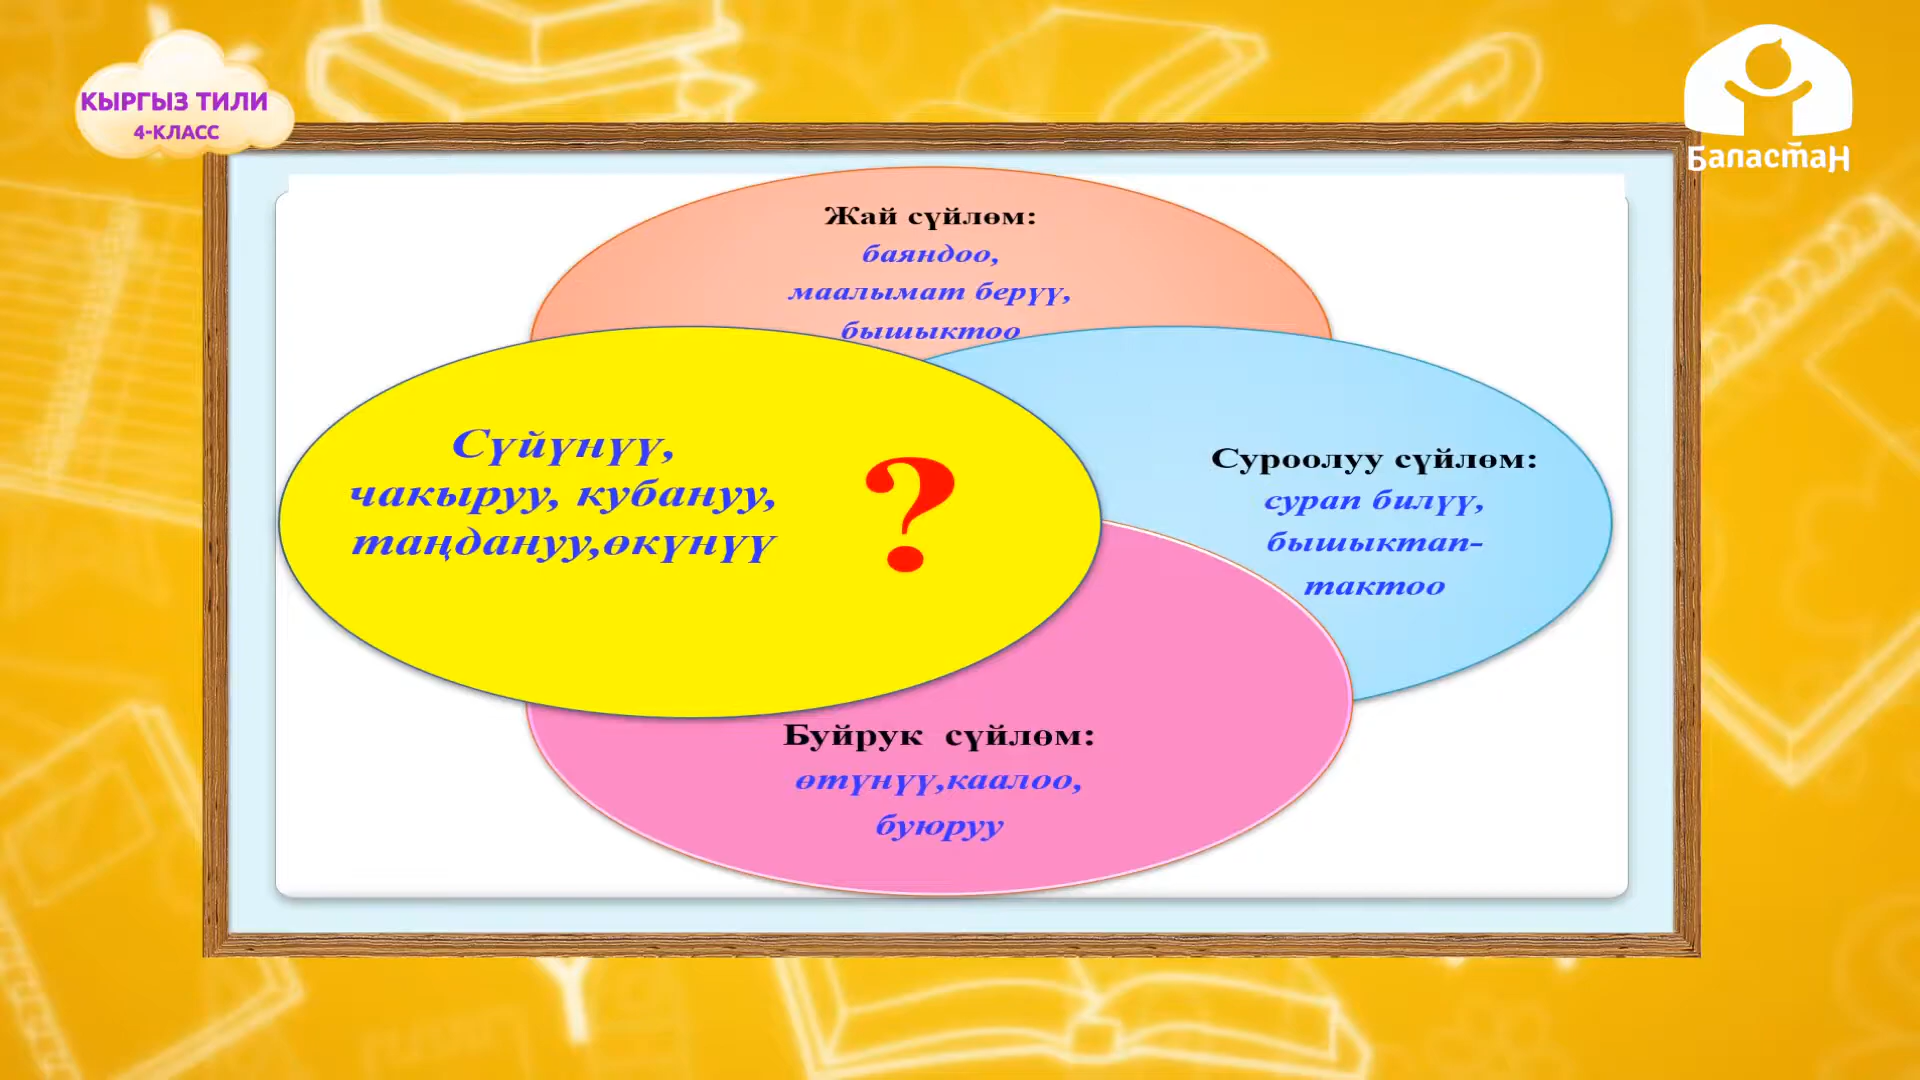 КЫРГЫЗ ТИЛИ
4-КЛАСС
Баластан
Жай сүйлөм:
баяндоо,
маалымат берүү,
бышыктоо
Сүйүнүү,
чакыруу, кубануу,
таңдануу,өкүнүү
?
Суроолуу сүйлөм:
сурап билүү,
бышыктап-
тактоо
Буйрук сүйлөм:
өтүнүү,каалоо,
буюруу